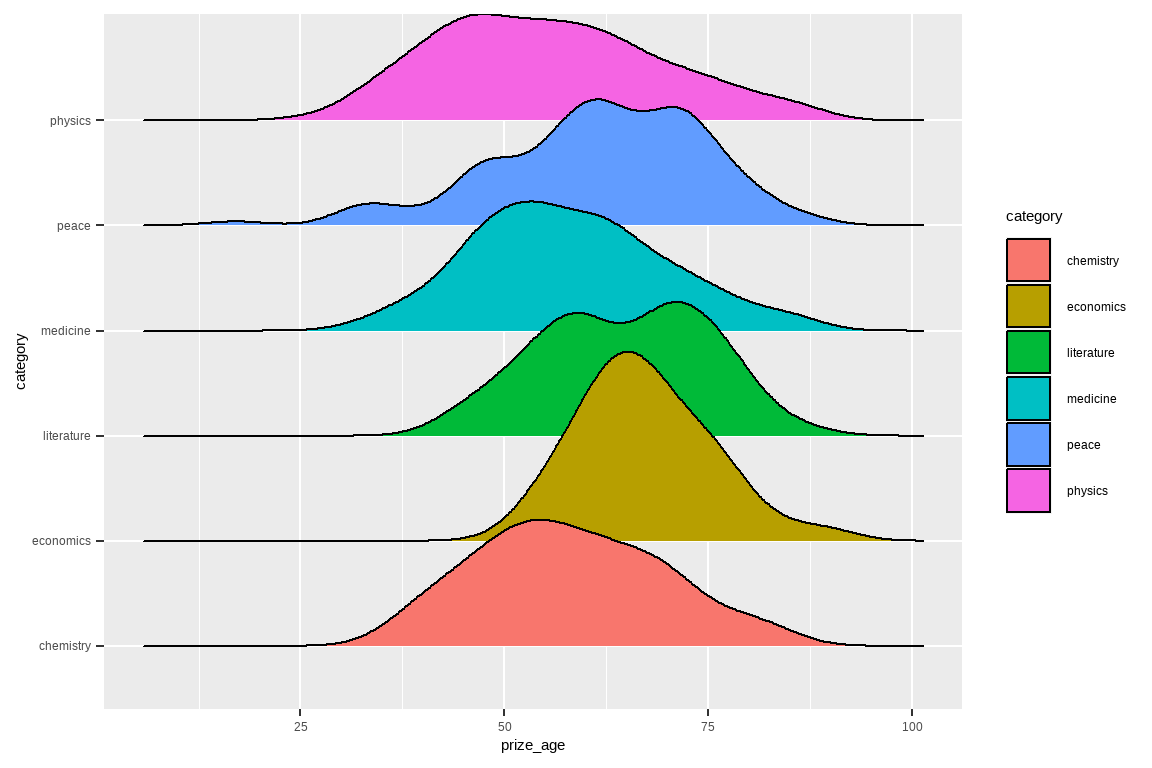 physics
peace
medicine
literature
economics
chemistry
category
25
50
75
100
prize_age
category
chemistry
economics
literature
medicine
peace
physics